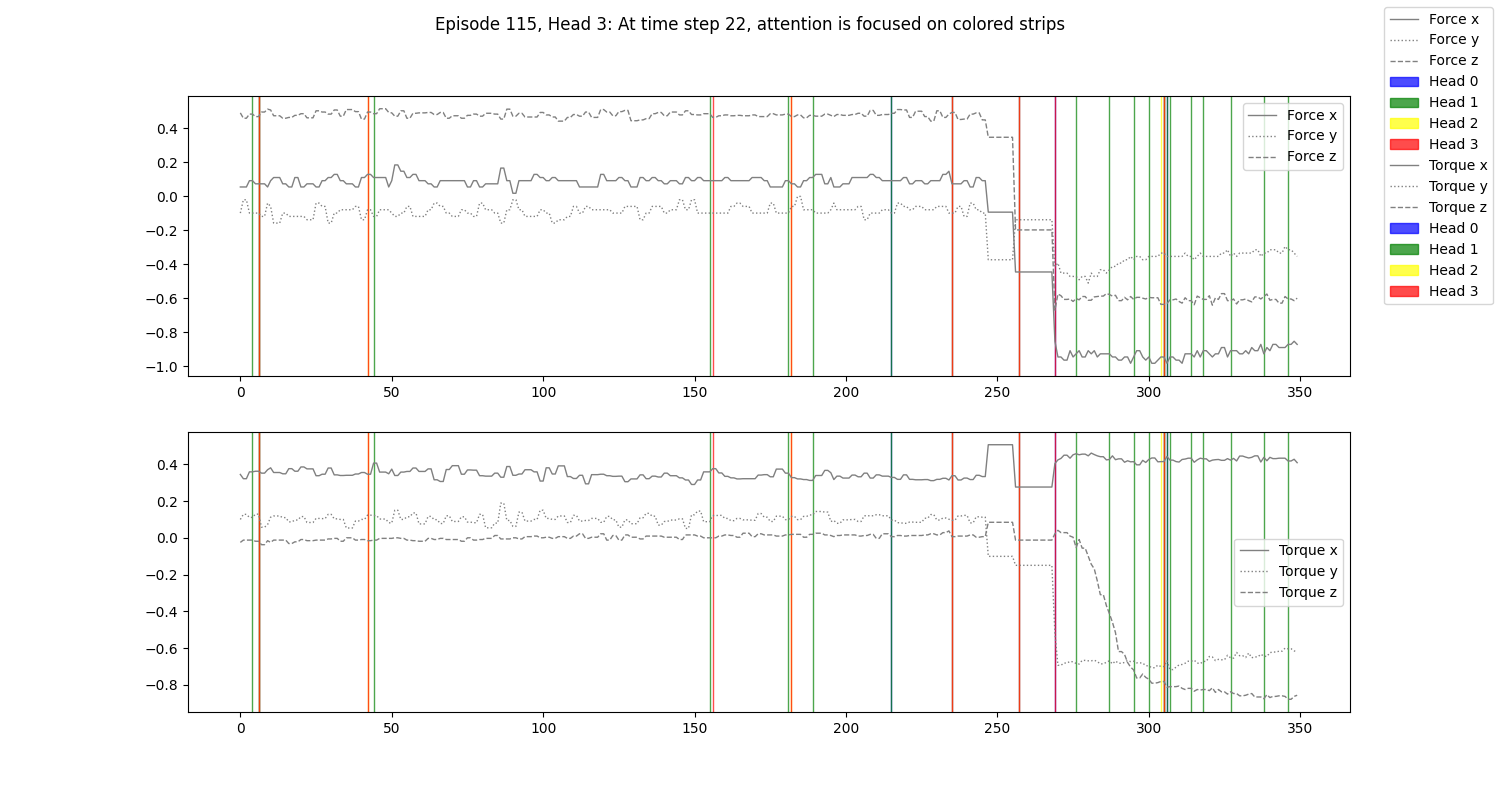 Episode 115, Head 3: At time step 22, attention is focused on colored strips
Force x
Force y
Force z
Head 0
Head 1
Head 2
Head 3
Torque x
Torque y
Torque z
Head 0
Head 1
Head 2
Head 3
0.4
0.2
0.0
−0.2
−0.4
−0.6
−0.8
−1.0
Force x
Force y
Force z
0 50 100 150 200 250 300 350
0.4
0.2
0.0
−0.2
−0.4
−0.6
−0.8
Torque x
Torque y
Torque z
0 50 100 150 200 250 300 350